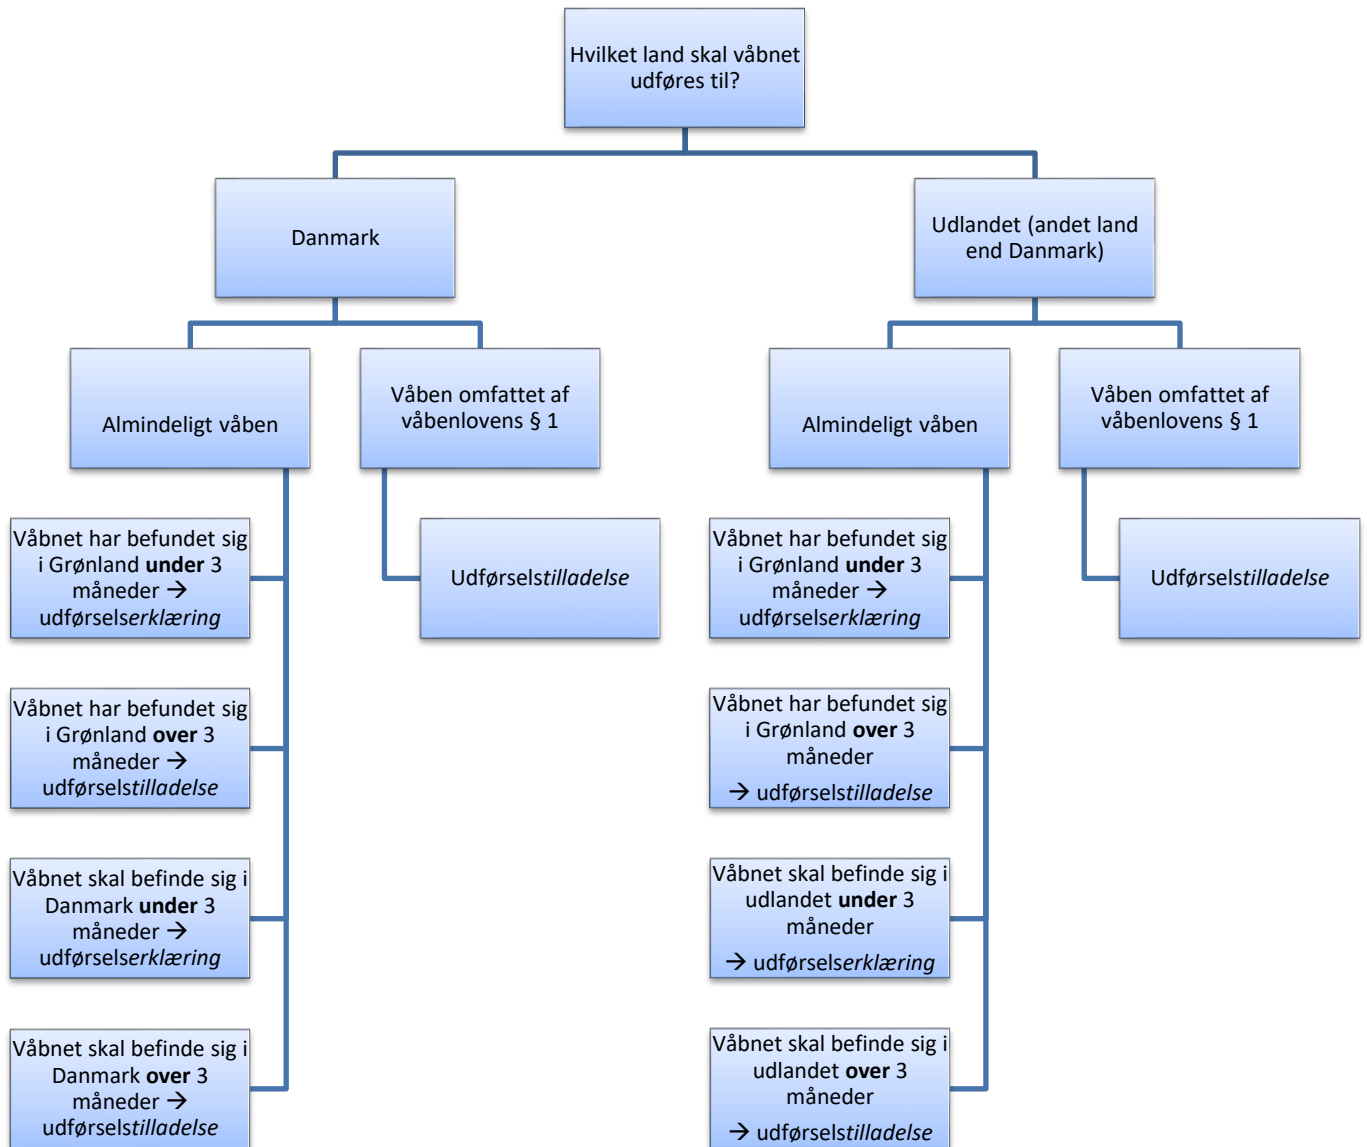 Hvilket land skal våbnet
udføres til?
Danmark
Udlandet (andet land
end Danmark)
Almindeligt våben
Våben omfattet af
våbenlovens § 1
Almindeligt våben
Våben omfattet af
våbenlovens § 1
Våbnet har befundet sig
i Grønland under 3
måneder →
udførselserklæring
Udførselstilladelse
Våbnet har befundet sig
i Grønland under 3
måneder →
udførselserklæring
Udførselstilladelse
Våbnet har befundet sig
i Grønland over 3
måneder →
udførselstilladelse
Våbnet har befundet sig
i Grønland over 3
måneder
→ udførselstilladelse
Våbnet skal befinde sig i
Danmark under 3
måneder →
udførselserklæring
Våbnet skal befinde sig i
udlandet under 3
måneder
→ udførselserklæring
Våbnet skal befinde sig i
Danmark over 3
måneder →
udførselstilladelse
Våbnet skal befinde sig i
udlandet over 3
måneder
→ udførselstilladelse